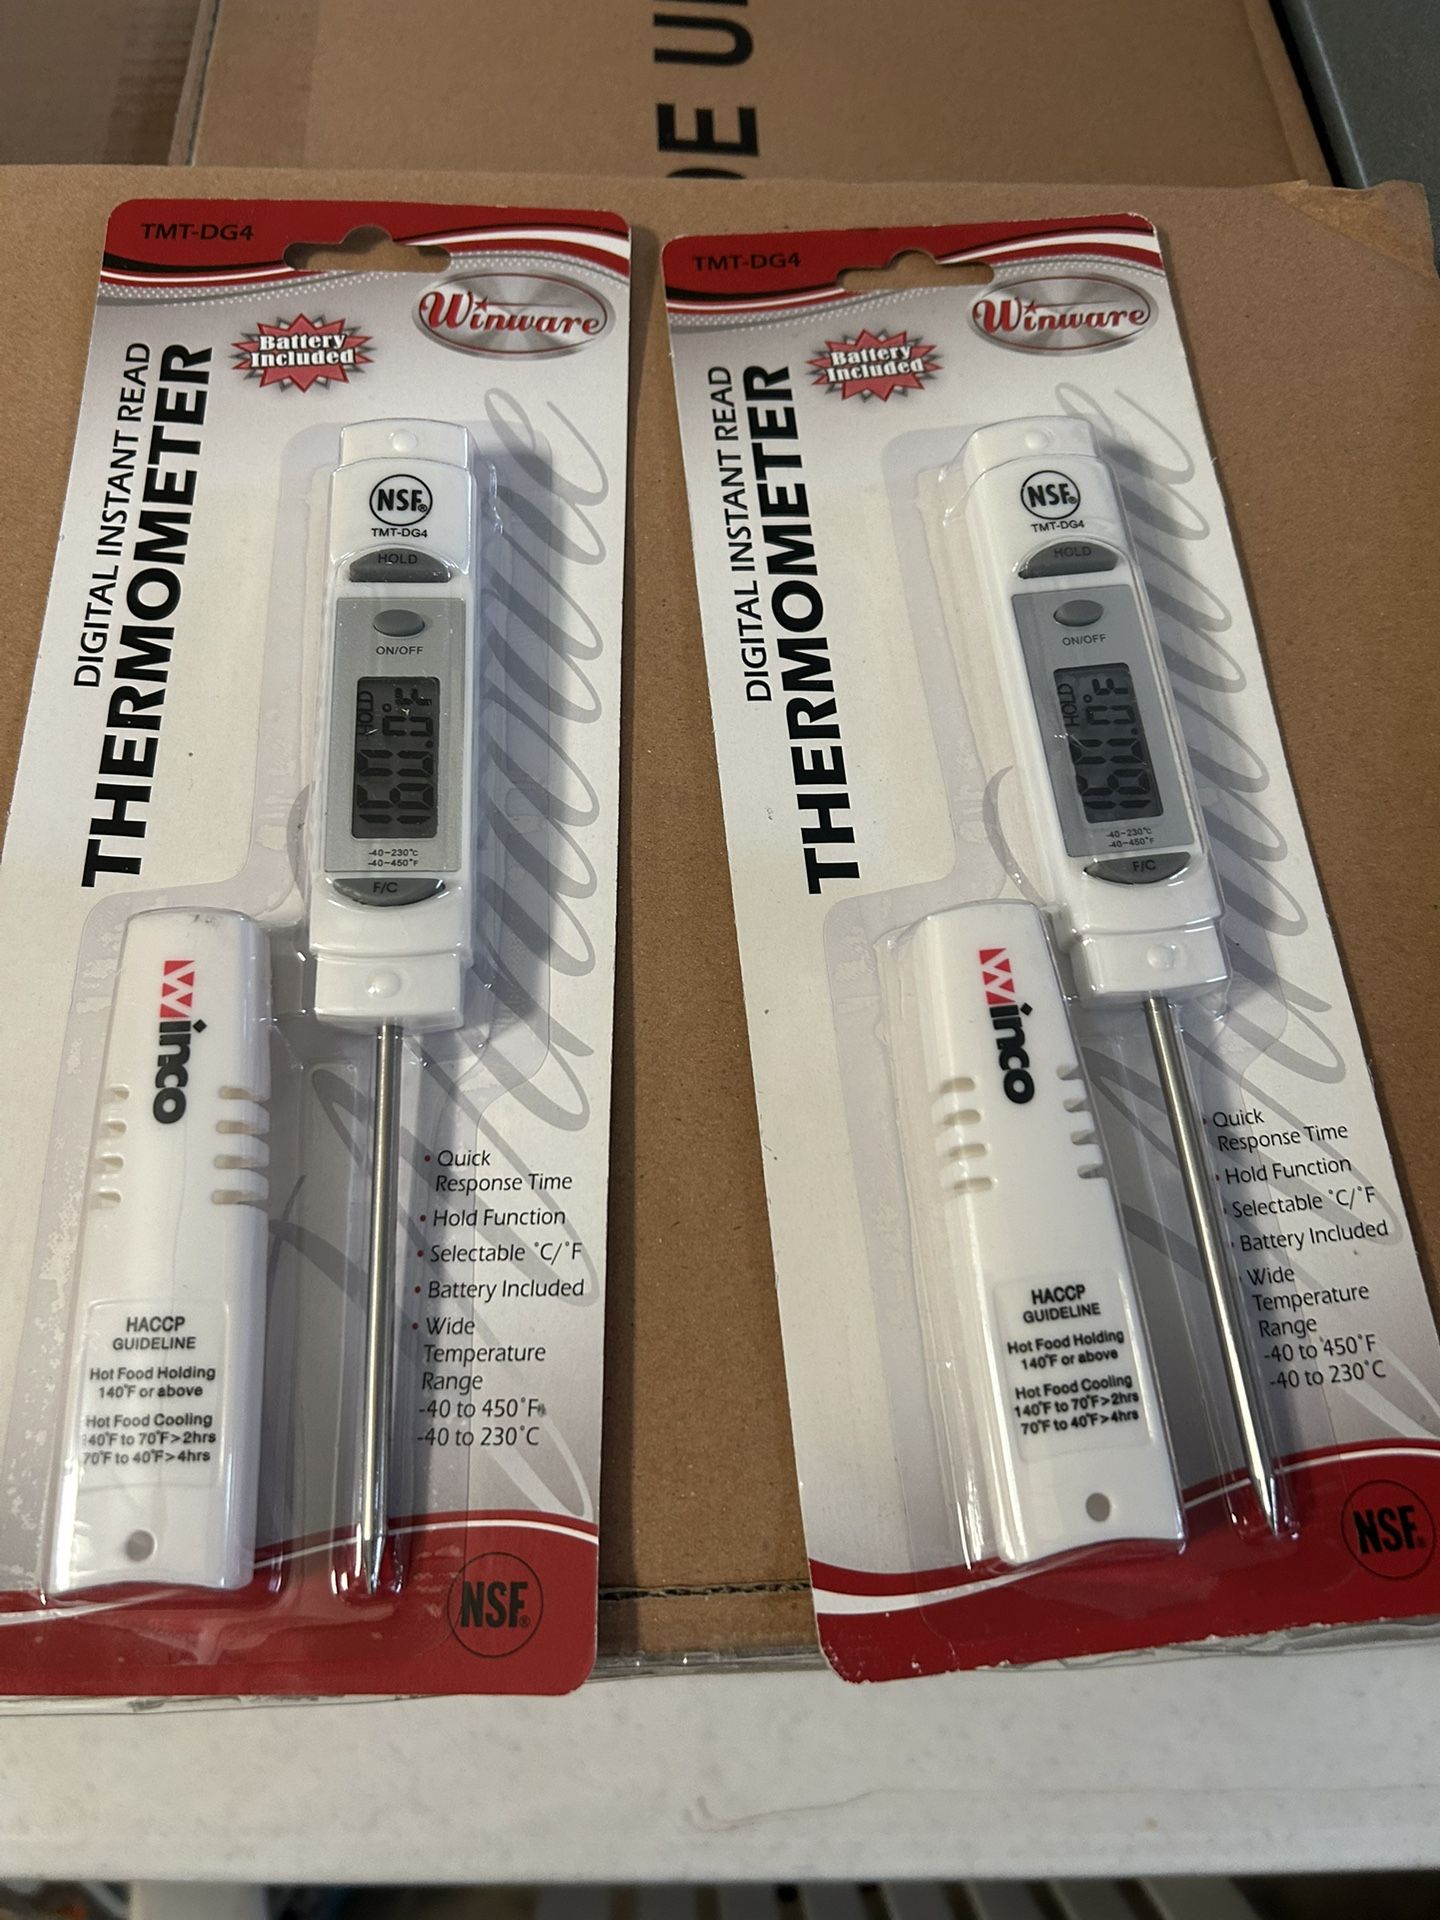 DE U
TMT-DG4
Winware
Battery
Included
DIGITAL INSTANT READ
THERMOMETER
NSF®
TMT-DG4
HOLD
ON/OFF
HOLD
160.0°F
-40~230°C
-40~450°F
F/C
Winco
• Quick
Response Time
• Hold Function
• Selectable °C/°F
• Battery Included
• Wide
Temperature
Range
-40 to 450°F
-40 to 230°C
HACCP
GUIDELINE
Hot Food Holding
140°F or above
Hot Food Cooling
140°F to 70°F>2hrs
70°F to 40°F>4hrs
NSF®
TMT-DG4
Winware
Battery
Included
DIGITAL INSTANT READ
THERMOMETER
NSF®
TMT-DG4
HOLD
ON/OFF
HOLD
160.0°F
-40~230°C
-40~450°F
F/C
Winco
• Quick
Response Time
• Hold Function
• Selectable °C/°F
• Battery Included
• Wide
Temperature
Range
-40 to 450°F
-40 to 230°C
HACCP
GUIDELINE
Hot Food Holding
140°F or above
Hot Food Cooling
140°F to 70°F>2hrs
70°F to 40°F>4hrs
NSF®